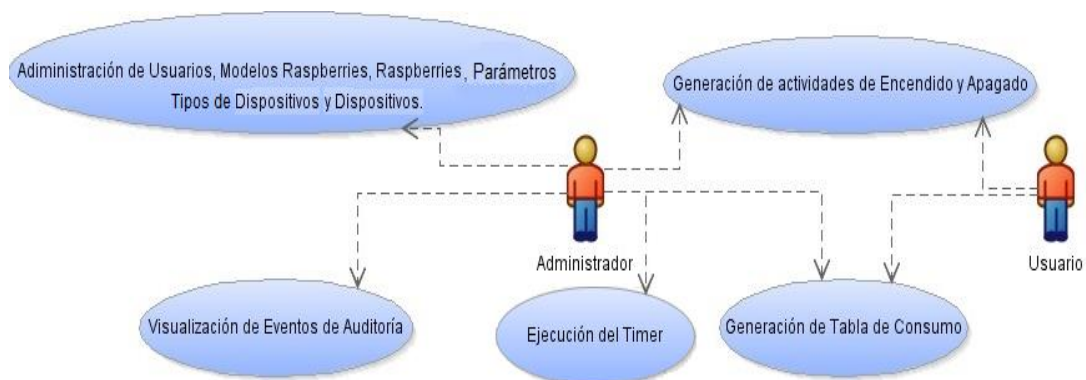 Adiministración de Usuarios, Modelos Raspberries, Raspberries, Parámetros
Tipos de Dispositivos y Dispositivos.
Generación de actividades de Encendido y Apagado
Administrador
Usuario
Visualización de Eventos de Auditoría
Ejecución del Timer
Generación de Tabla de Consumo